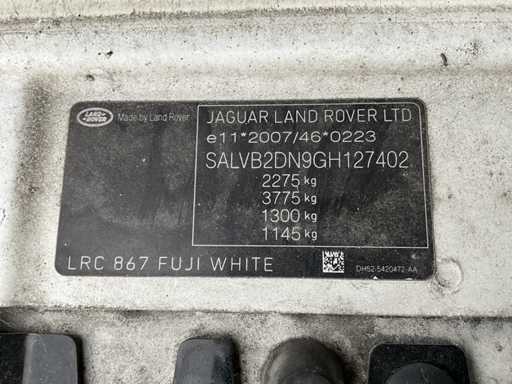 LAND ROVER
Made by Land Rover
JAGUAR LAND ROVER LTD
e11*2007/46*0223
SALVB2DN9GH127402
2275 kg
3775 kg
1300 kg
1145 kg
LRC 867 FUJI WHITE
DH52-5420472-AA